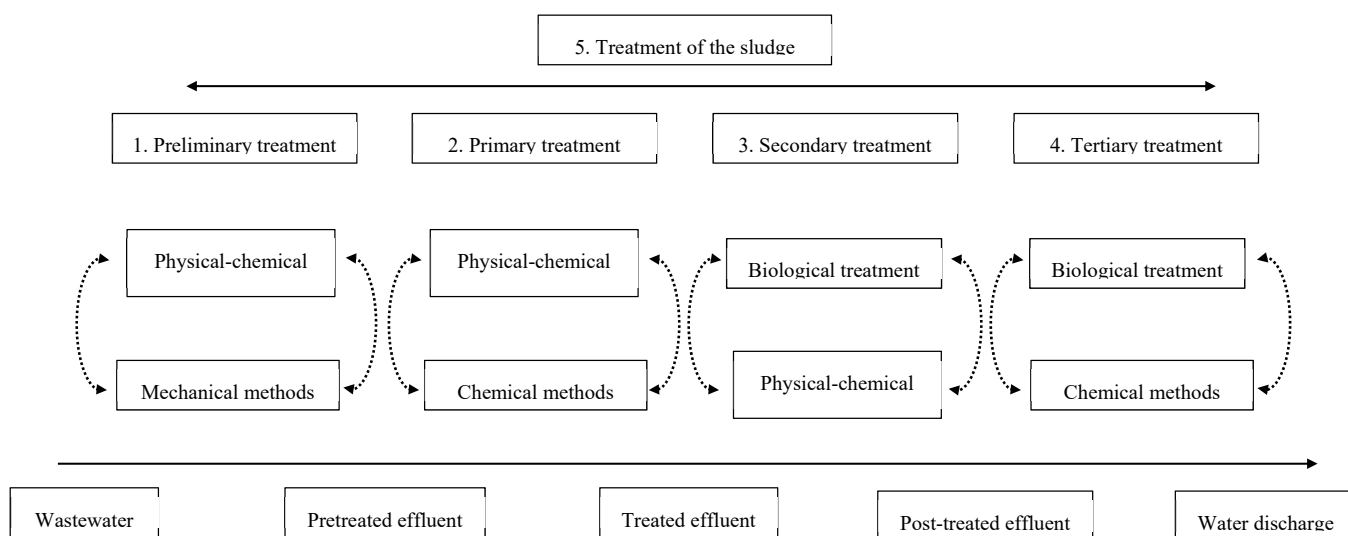 5. Treatment of the sludge
1. Preliminary treatment
2. Primary treatment
3. Secondary treatment
4. Tertiary treatment
Physical-chemical
Physical-chemical
Biological treatment
Biological treatment
Mechanical methods
Chemical methods
Physical-chemical
Chemical methods
Wastewater
Pretreated effluent
Treated effluent
Post-treated effluent
Water discharge